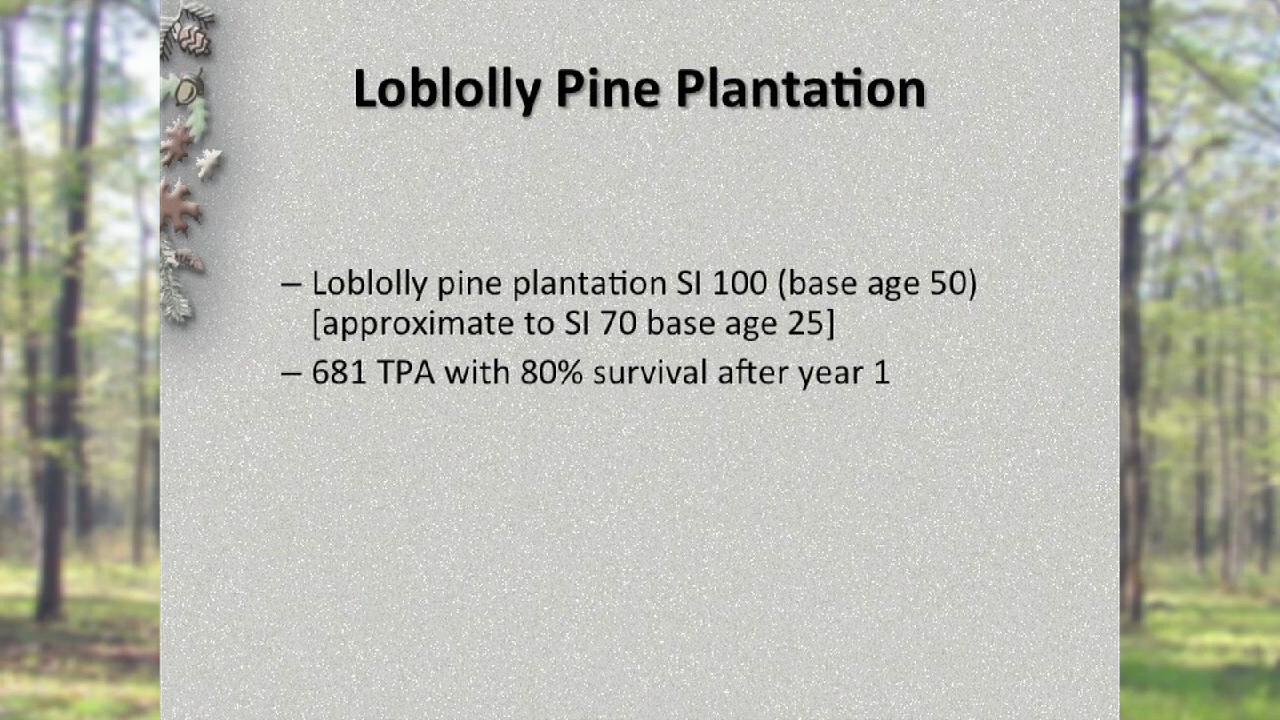 Loblolly Pine Plantation
– Loblolly pine plantation SI 100 (base age 50)
[approximate to SI 70 base age 25]
– 681 TPA with 80% survival after year 1